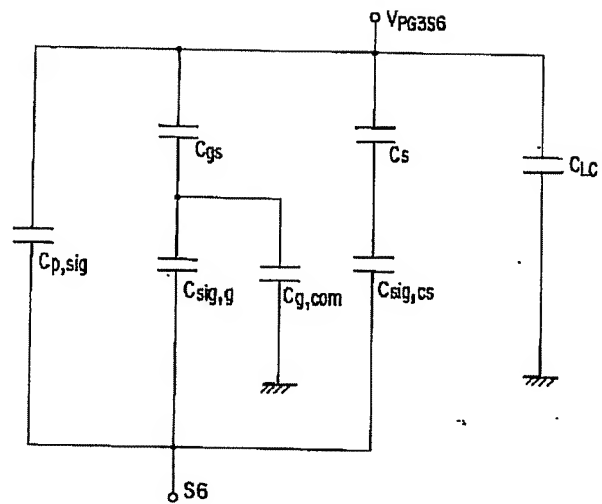 VPG3S6
Cgs
Cs
CLC
Cp,sig
Csig,g
Cg,com
Csig,cs
S6